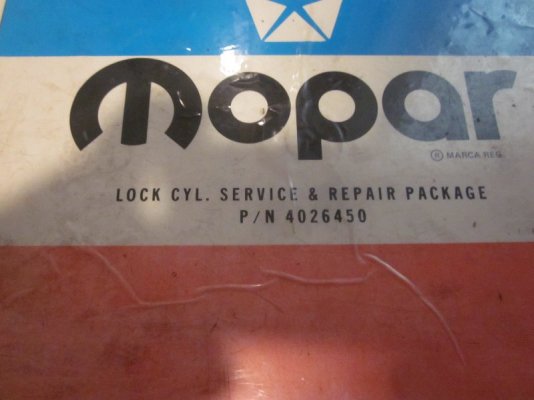 mopar
® MARCA REG.
LOCK CYL. SERVICE & REPAIR PACKAGE
P/N 4026450